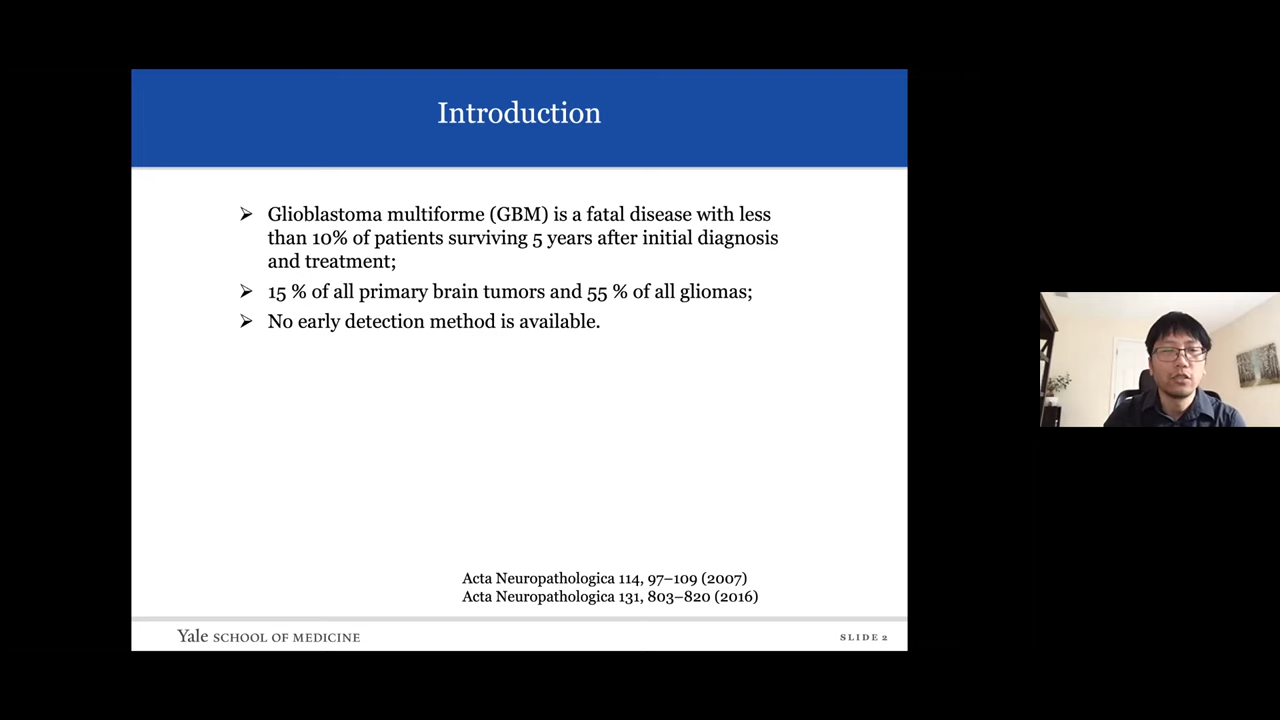 Introduction
➢ Glioblastoma multiforme (GBM) is a fatal disease with less
than 10% of patients surviving 5 years after initial diagnosis
and treatment;
➢ 15 % of all primary brain tumors and 55 % of all gliomas;
➢ No early detection method is available.
Acta Neuropathologica 114, 97–109 (2007)
Acta Neuropathologica 131, 803–820 (2016)
Yale SCHOOL OF MEDICINE
SLIDE 2